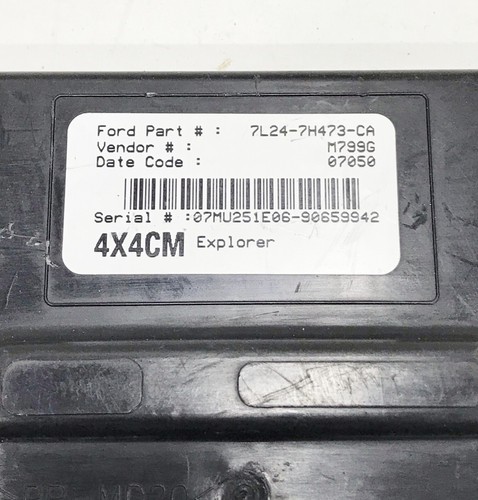 Ford Part # : 7L24-7H473-CA
Vendor # : M799G
Date Code : 07050
Serial # :07MU251E06-90659942
4X4CM Explorer